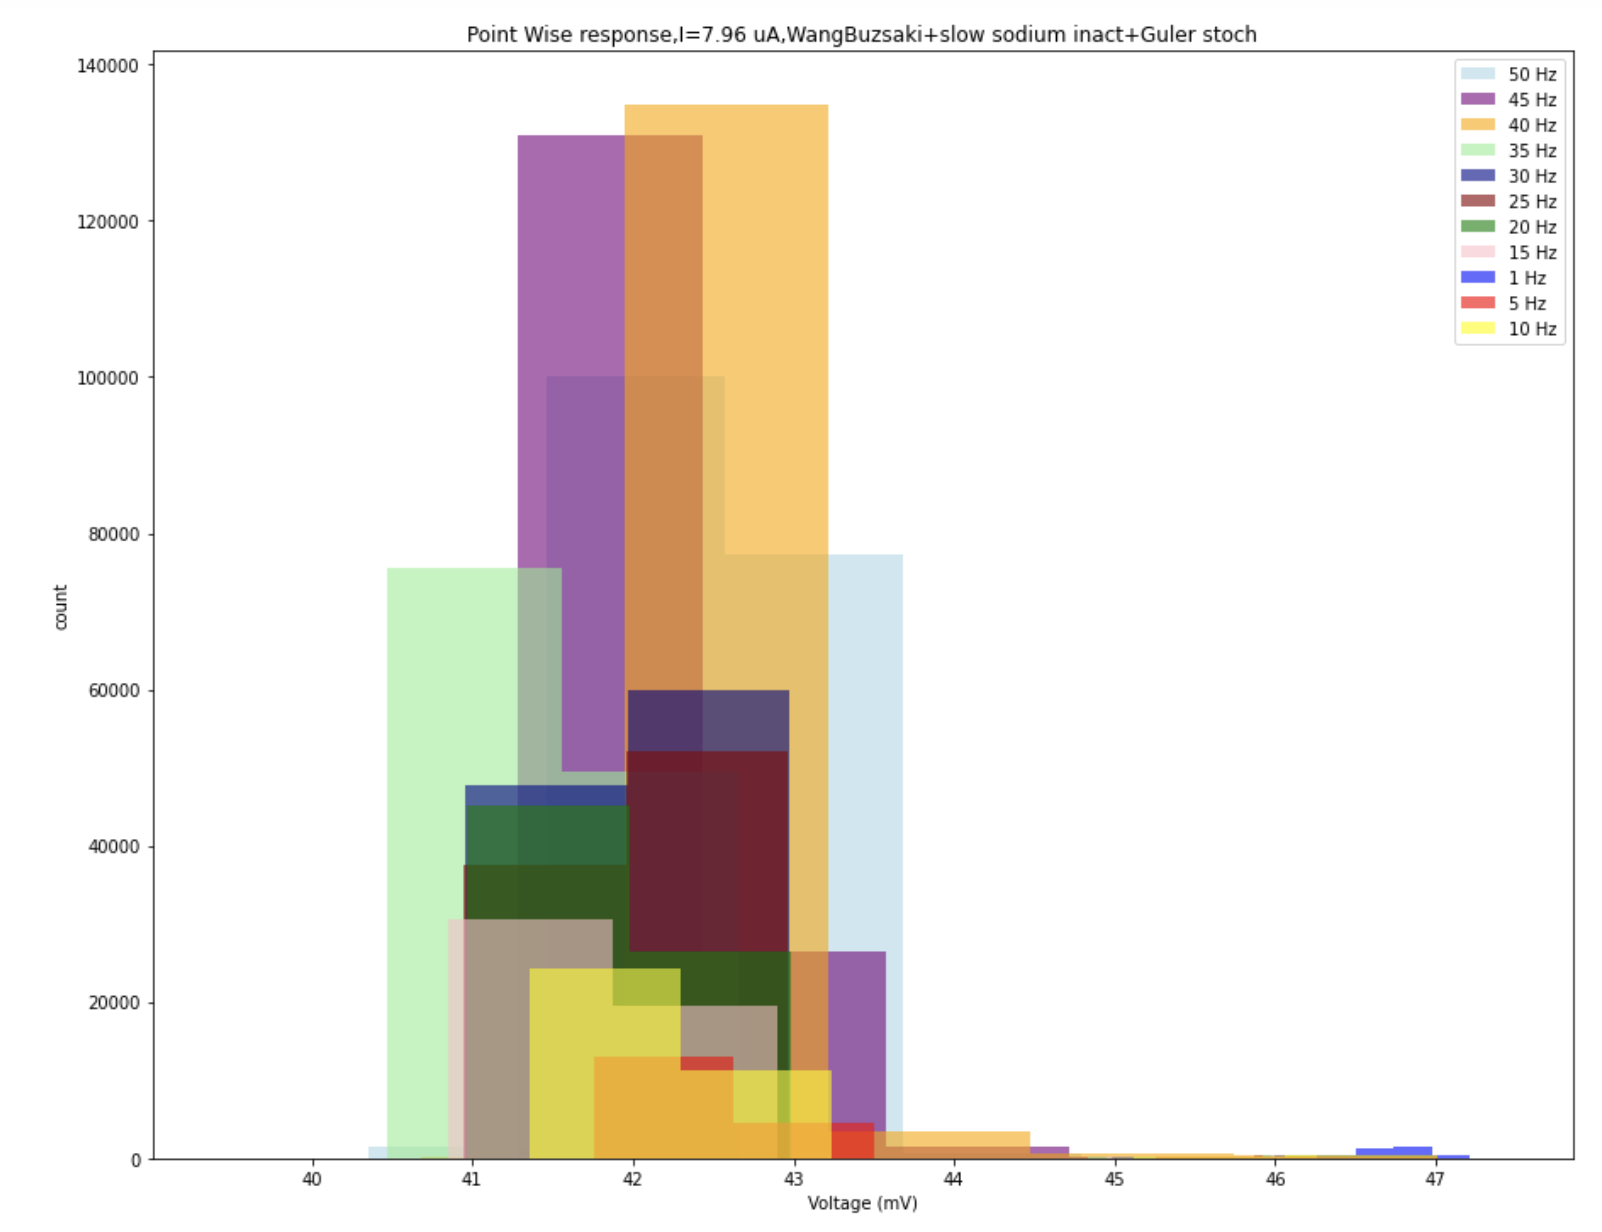 Point Wise response,I=7.96 uA,WangBuzsaki+slow sodium inact+Guler stoch
140000
120000
100000
80000
60000
40000
20000
0
count
50 Hz
45 Hz
40 Hz
35 Hz
30 Hz
25 Hz
20 Hz
15 Hz
1 Hz
5 Hz
10 Hz
40 41 42 43 44 45 46 47
Voltage (mV)